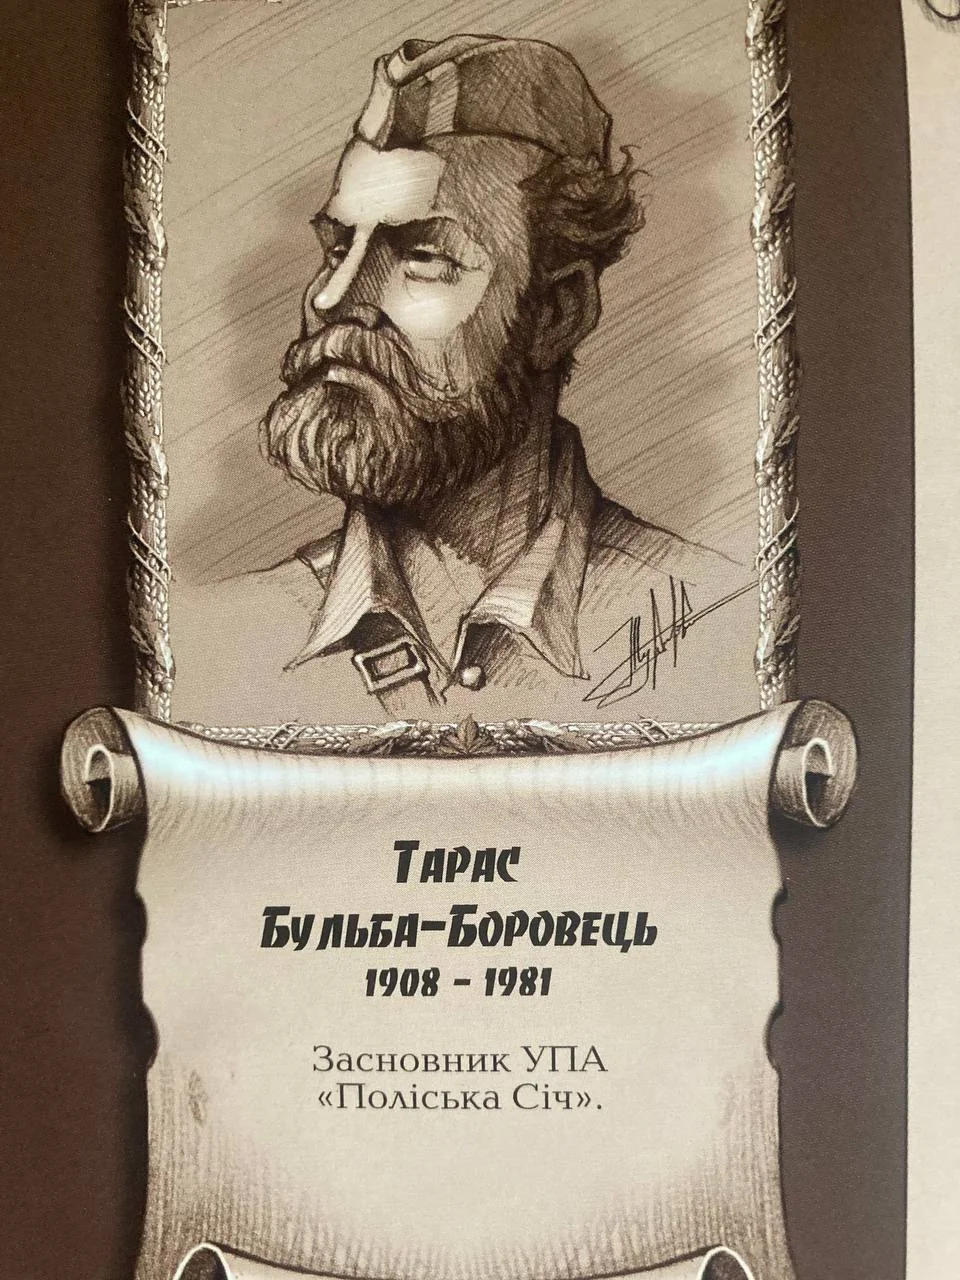 Тарас
Бульба-Боровець
1908 - 1981
Засновник УПА
«Поліська Січ».